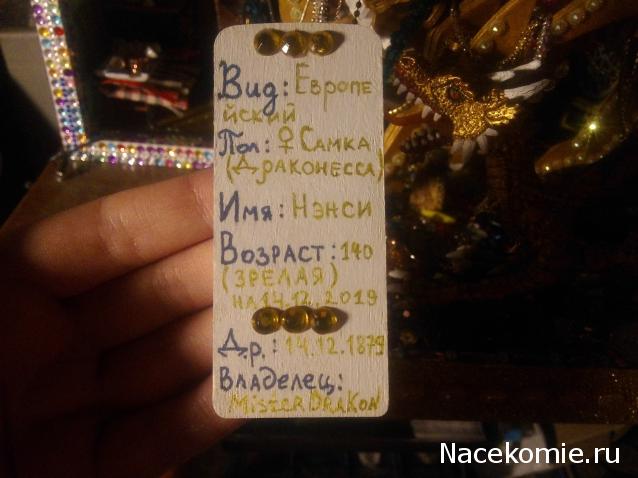 Вид: Европе
йский
Пол: ♀ Самка
(Драконесса)
Имя: Нэнси
Возраст: 140
(зрелая)
на 14.12.2019
Д.р.: 14.12.1879
Владелец:
MisterDraKon
Nacekomie.ru